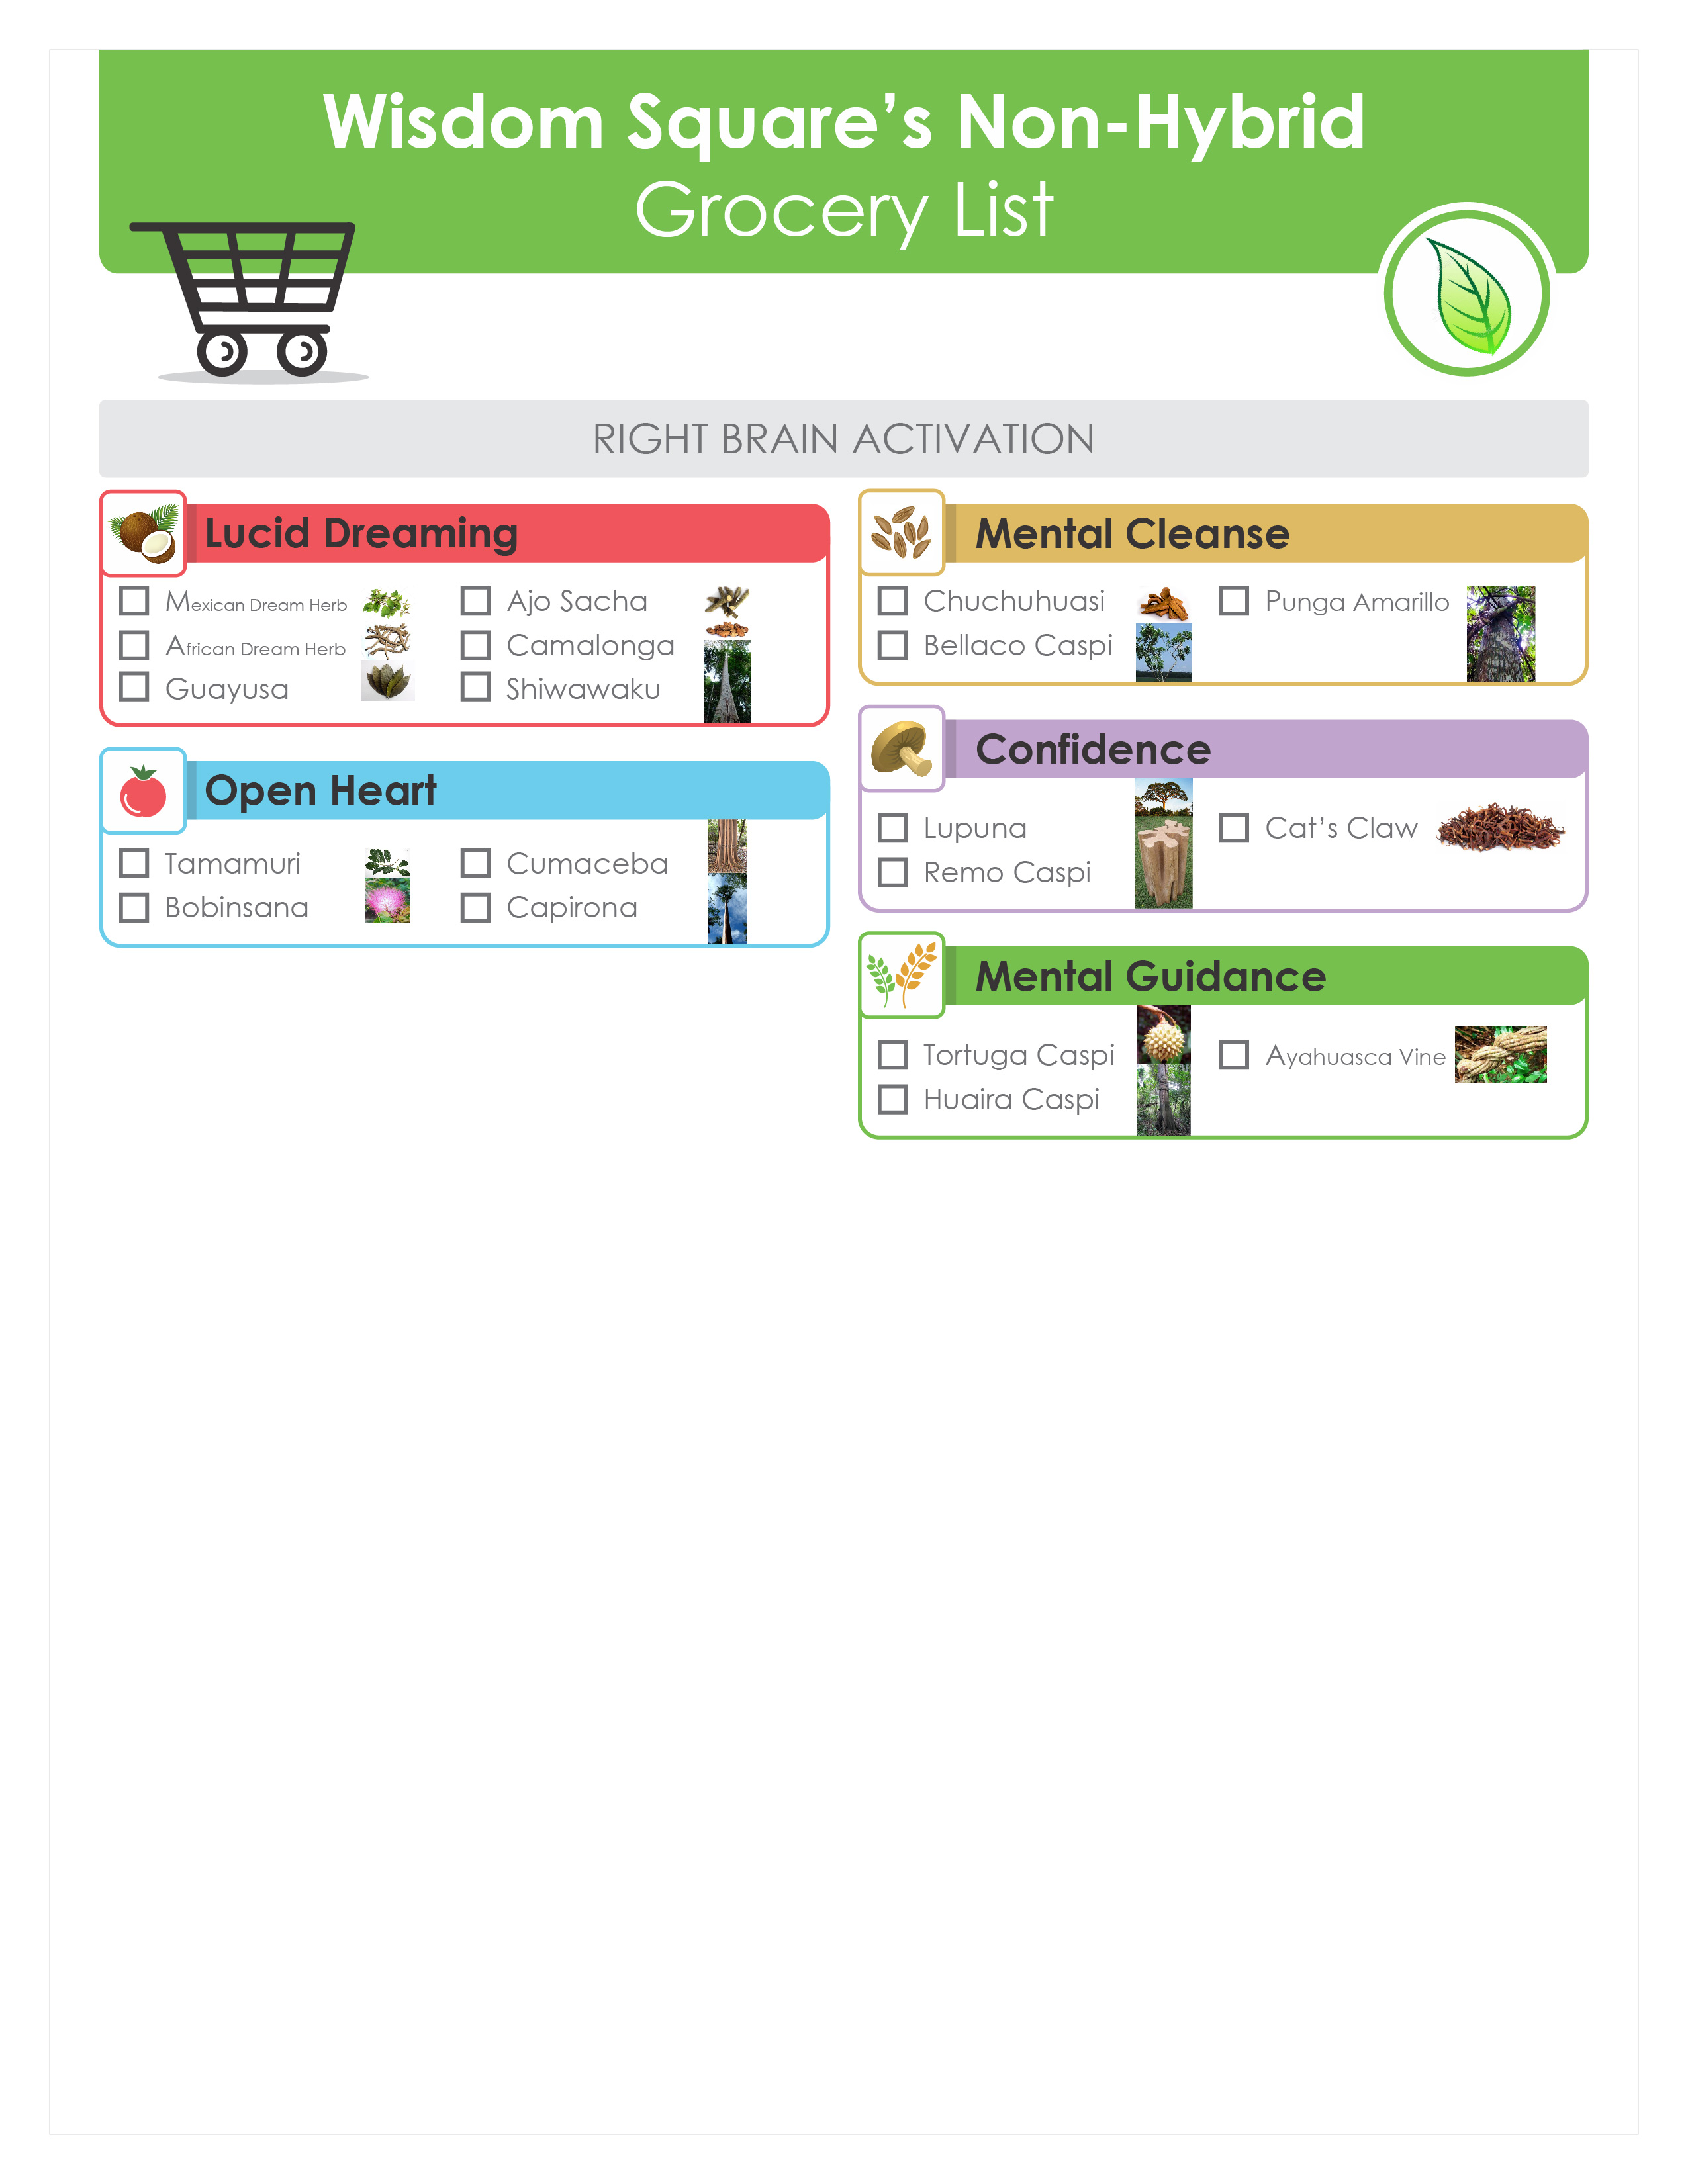 Wisdom Square’s Non-Hybrid
Grocery List
RIGHT BRAIN ACTIVATION
Lucid Dreaming
Mexican Dream Herb
African Dream Herb
Guayusa
Ajo Sacha
Camalonga
Shiwawaku
Open Heart
Tamamuri
Bobinsana
Cumaceba
Capirona
Mental Cleanse
Chuchuhuasi
Bellaco Caspi
Punga Amarillo
Confidence
Lupuna
Remo Caspi
Cat’s Claw
Mental Guidance
Tortuga Caspi
Huaira Caspi
Ayahuasca Vine